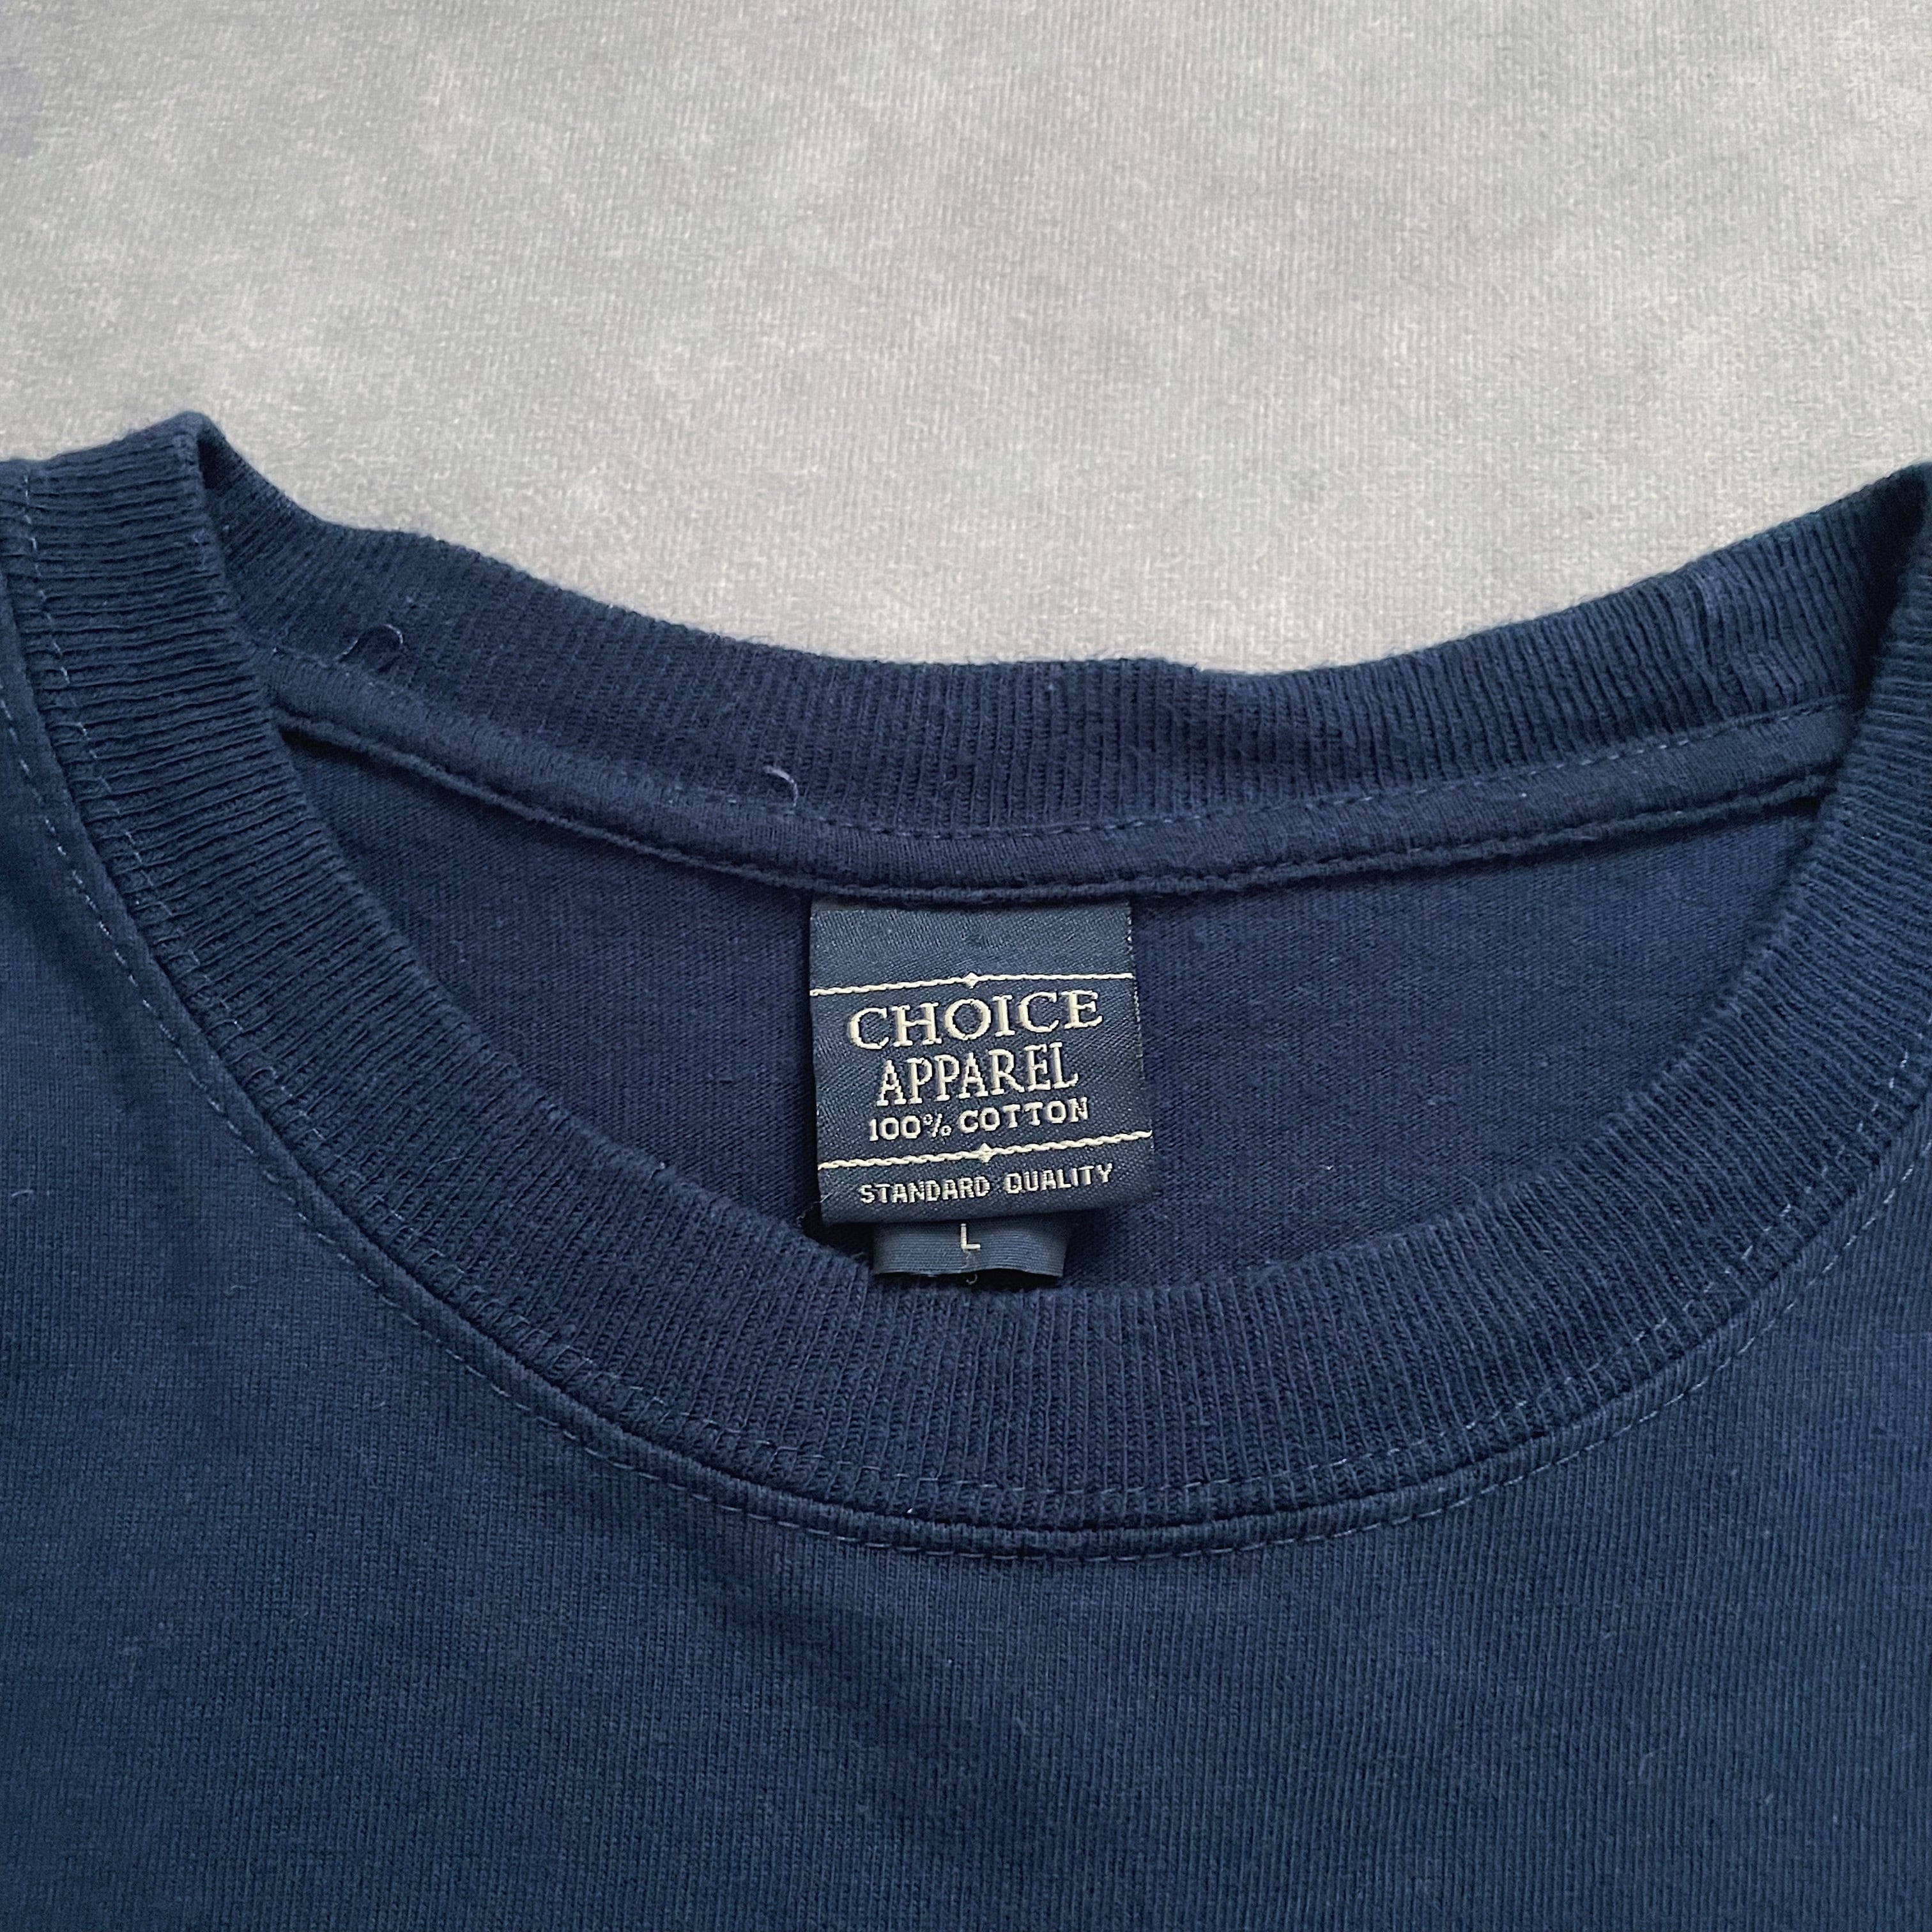 CHOICE
APPAREL
100% COTTON
STANDARD QUALITY
L